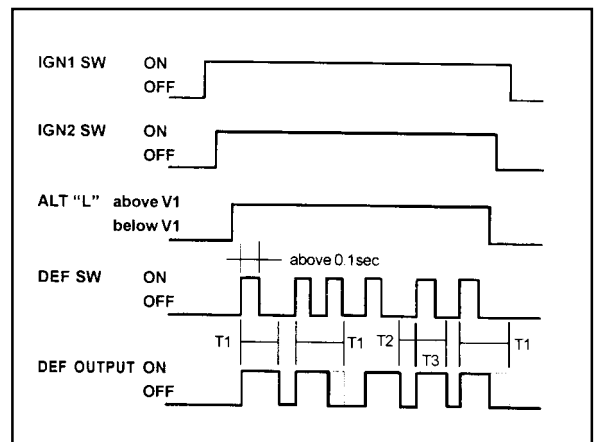 IGN1 SW ON
OFF
IGN2 SW ON
OFF
ALT "L" above V1
below V1
above 0.1sec
DEF SW ON
OFF
T1 T1 T2 T3 T1
DEF OUTPUT ON
OFF